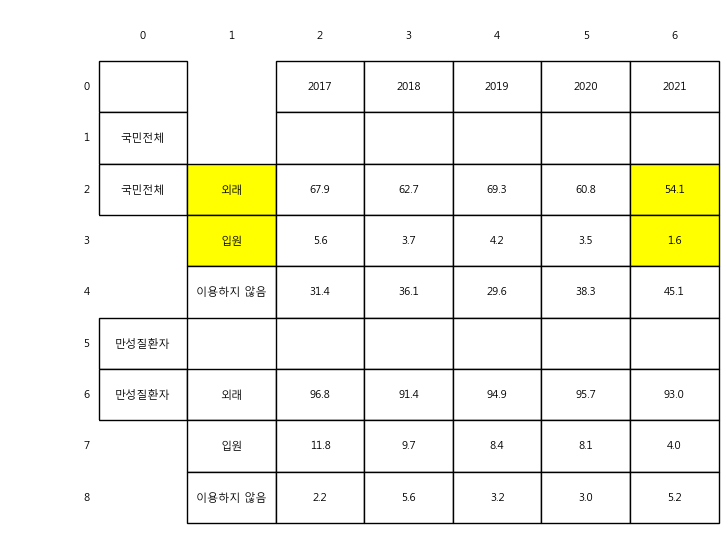 0 1 2 3 4 5 6
0 2017 2018 2019 2020 2021
1 국민전체
2 국민전체 외래 67.9 62.7 69.3 60.8 54.1
3 입원 5.6 3.7 4.2 3.5 1.6
4 이용하지 않음 31.4 36.1 29.6 38.3 45.1
5 만성질환자
6 만성질환자 외래 96.8 91.4 94.9 95.7 93.0
7 입원 11.8 9.7 8.4 8.1 4.0
8 이용하지 않음 2.2 5.6 3.2 3.0 5.2